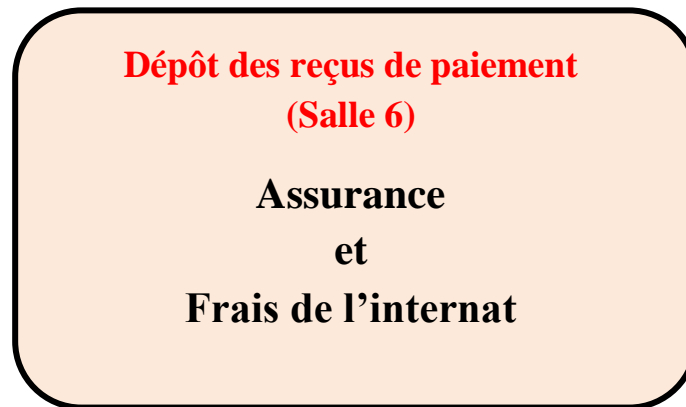 Dépôt des reçus de paiement
(Salle 6)
Assurance
et
Frais de l’internat